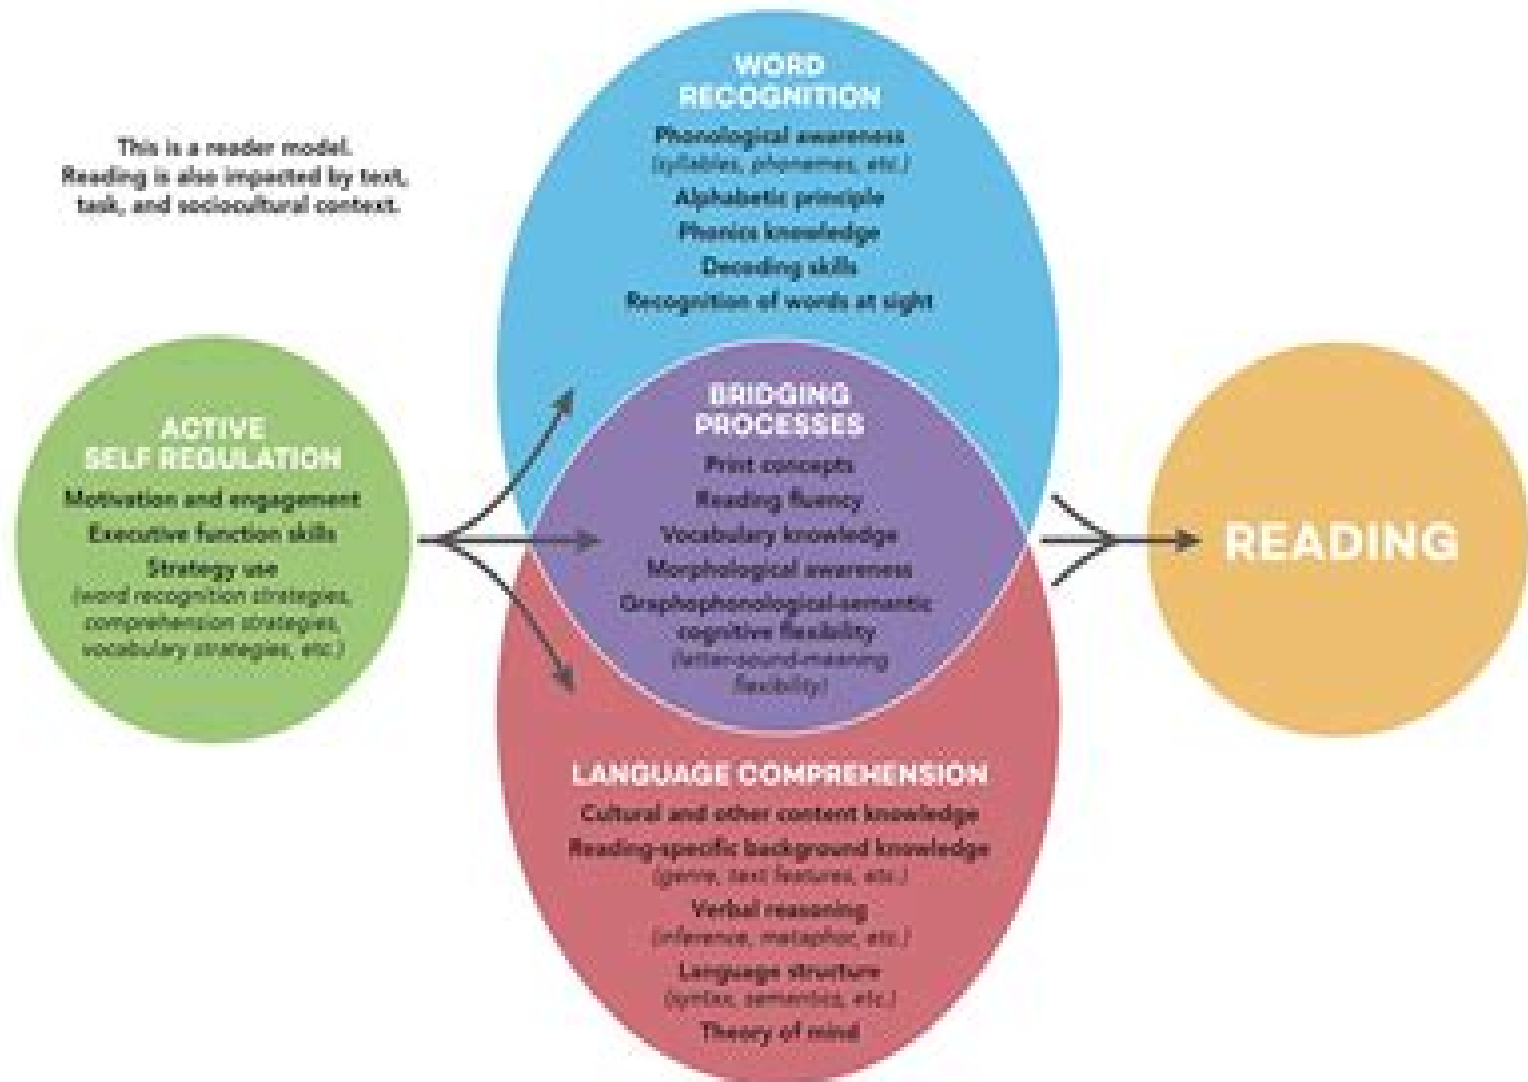 This is a reader model.
Reading is also impacted by text,
task, and sociocultural context.
ACTIVE
SELF REGULATION
Motivation and engagement
Executive function skills
Strategy use
(word recognition strategies,
comprehension strategies,
vocabulary strategies, etc.)
WORD
RECOGNITION
Phonological awareness
(syllables, phonemes, etc.)
Alphabetic principle
Phonics knowledge
Decoding skills
Recognition of words at sight
BRIDGING
PROCESSES
Print concepts
Reading fluency
Vocabulary knowledge
Morphological awareness
Graphophonological-semantic
cognitive flexibility
(letter-sound-meaning
flexibility)
LANGUAGE COMPREHENSION
Cultural and other content knowledge
Reading-specific background knowledge
(genre, text features, etc.)
Verbal reasoning
(inference, metaphor, etc.)
Language structure
(syntax, semantics, etc.)
Theory of mind
READING